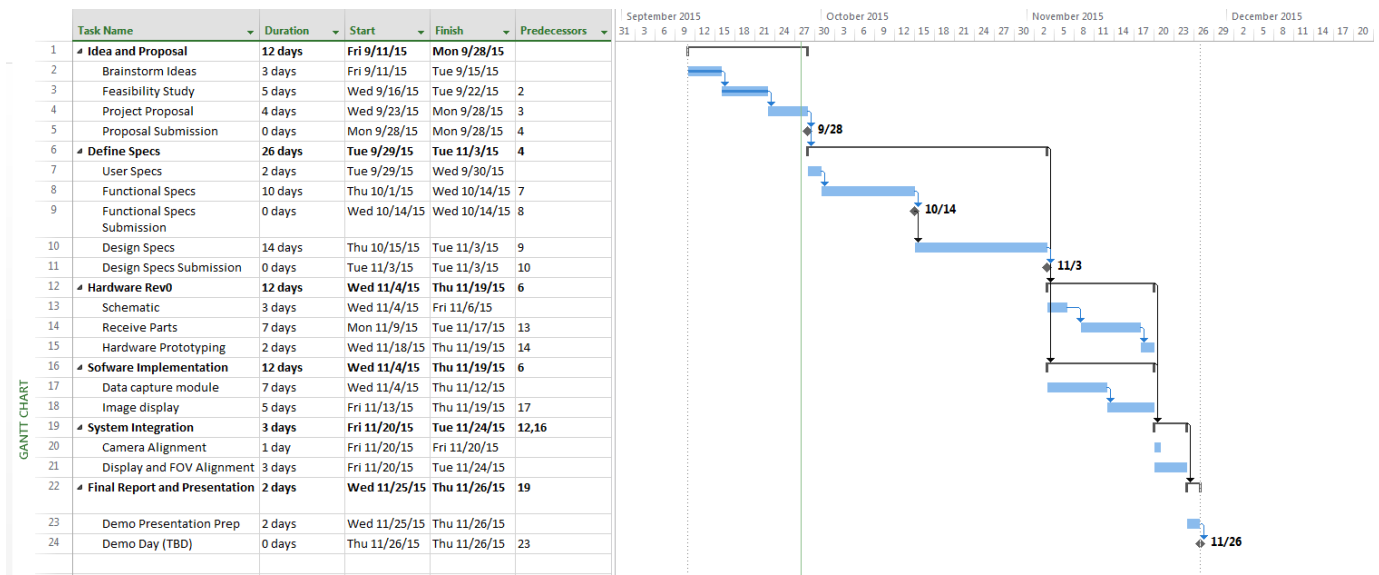 September 2015 October 2015 November 2015 December 2015
Task Name Duration Start Finish Predecessors 31 3 6 9 12 15 18 21 24 27 30 3 6 9 12 15 18 21 24 27 30 2 5 8 11 14 17 20 23 26 29 2 5 8 11 14 17 20
1 Idea and Proposal 12 days Fri 9/11/15 Mon 9/28/15
2 Brainstorm Ideas 3 days Fri 9/11/15 Tue 9/15/15
3 Feasibility Study 5 days Wed 9/16/15 Tue 9/22/15 2
4 Project Proposal 4 days Wed 9/23/15 Mon 9/28/15 3
5 Proposal Submission 0 days Mon 9/28/15 Mon 9/28/15 4 9/28
6 Define Specs 26 days Tue 9/29/15 Tue 11/3/15 4
7 User Specs 2 days Tue 9/29/15 Wed 9/30/15
8 Functional Specs 10 days Thu 10/1/15 Wed 10/14/15 7
9 Functional Specs 0 days Wed 10/14/15 Wed 10/14/15 8 10/14
Submission
10 Design Specs 14 days Thu 10/15/15 Tue 11/3/15 9
11 Design Specs Submission 0 days Tue 11/3/15 Tue 11/3/15 10 11/3
12 Hardware Rev0 12 days Wed 11/4/15 Thu 11/19/15 6
13 Schematic 3 days Wed 11/4/15 Fri 11/6/15
14 Receive Parts 7 days Mon 11/9/15 Tue 11/17/15 13
15 Hardware Prototyping 2 days Wed 11/18/15 Thu 11/19/15 14
16 Sofware Implementation 12 days Wed 11/4/15 Thu 11/19/15 6
17 Data capture module 7 days Wed 11/4/15 Thu 11/12/15
18 Image display 5 days Fri 11/13/15 Thu 11/19/15 17
19 System Integration 3 days Fri 11/20/15 Tue 11/24/15 12,16
20 Camera Alignment 1 day Fri 11/20/15 Fri 11/20/15
21 Display and FOV Alignment 3 days Fri 11/20/15 Tue 11/24/15
22 Final Report and Presentation 2 days Wed 11/25/15 Thu 11/26/15 19
23 Demo Presentation Prep 2 days Wed 11/25/15 Thu 11/26/15
24 Demo Day (TBD) 0 days Thu 11/26/15 Thu 11/26/15 23 11/26
GANTT CHART